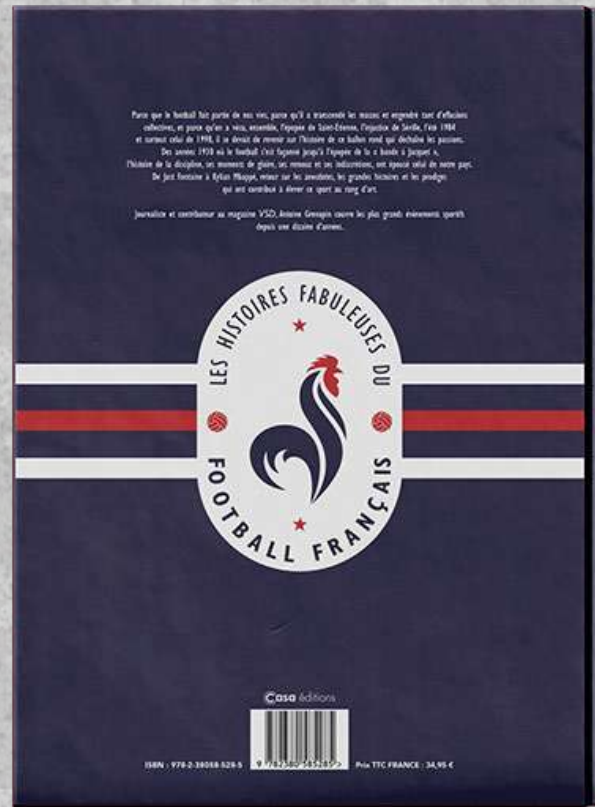 Parce que le football fait partie de nos vies, parce qu'il a transcendé les masses et engendré tant d'effusions
collectives, et parce qu'on a vécu, ensemble, l'épopée de Saint-Etienne, l'injustice de Séville, l'été 1984
et surtout celui de 1998, il se devait de revenir sur l'histoire de ce ballon rond qui déchaîne les passions.
Des années 1930 où le football s'est façonné jusqu'à l'épopée de la « bande à Jacquet »,
l'histoire de la discipline, ses moments de gloire, ses remous et ses indiscrétions, ont épousé celui de notre pays.
De Just Fontaine à Kylian Mbappé, retour sur les anecdotes, les grandes histoires et les prodiges
qui ont contribué à élever ce sport au rang d'art.
Journaliste et contributeur au magazine VSD, Antoine Grenapin couvre les plus grands événements sportifs
depuis une dizaine d'années.
LES HISTOIRES FABULEUSES DU
FOOTBALL FRANÇAIS
Casa éditions
ISBN : 978-2-38058-528-5
9 782380 585285 >
Prix TTC FRANCE : 34,95 €